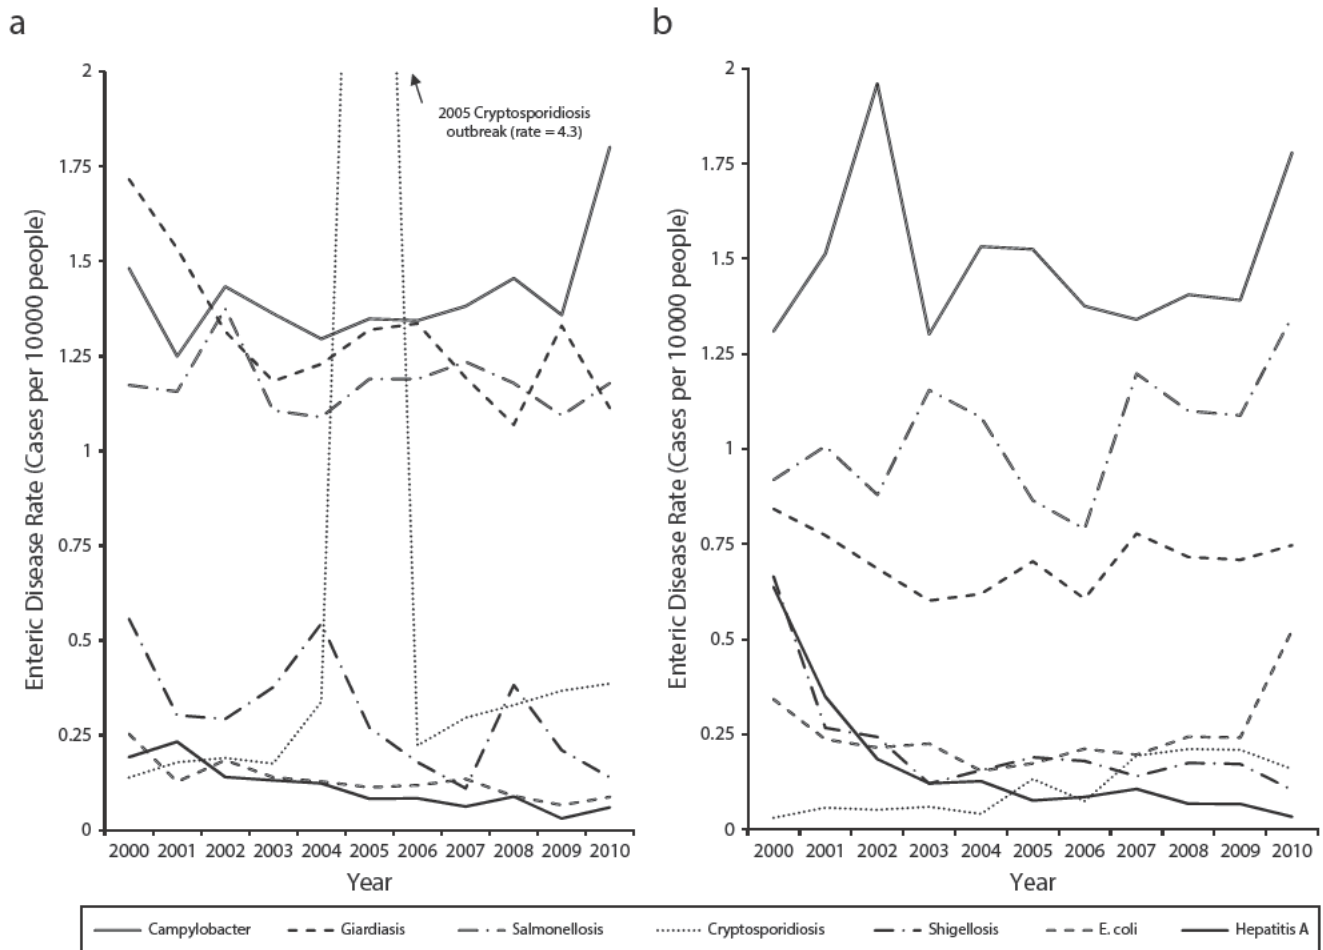 a
b
2
1.75
1.5
1.25
1
0.75
0.5
0.25
0
Enteric Disease Rate (Cases per 10000 people)
2005 Cryptosporidiosis
outbreak (rate = 4.3)
2000 2001 2002 2003 2004 2005 2006 2007 2008 2009 2010
Year
2
1.75
1.5
1.25
1
0.75
0.5
0.25
0
Enteric Disease Rate (Cases per 10000 people)
2000 2001 2002 2003 2004 2005 2006 2007 2008 2009 2010
Year
Campylobacter Giardiasis Salmonellosis Cryptosporidiosis Shigellosis E. coli Hepatitis A